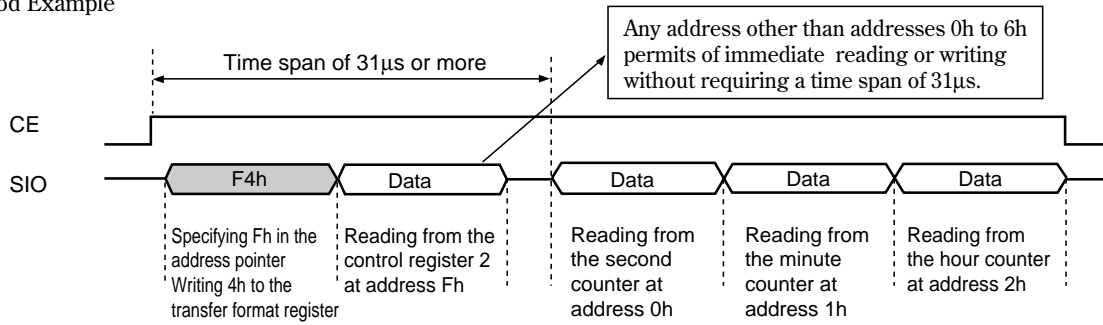 od Example
Any address other than addresses 0h to 6h
permits of immediate reading or writing
without requiring a time span of 31μs.
Time span of 31μs or more
CE
SIO
F4h
Data
Data
Data
Data
Specifying Fh in the
address pointer
Writing 4h to the
transfer format register
Reading from the
control register 2
at address Fh
Reading from
the second
counter at
address 0h
Reading from
the minute
counter at
address 1h
Reading from
the hour counter
at address 2h